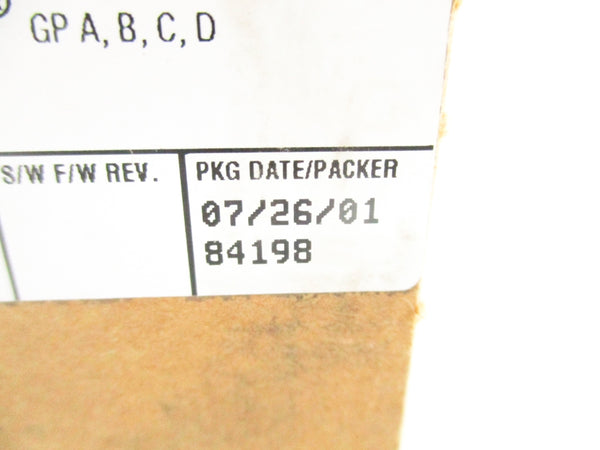 GP A, B, C, D
S/W F/W REV.
PKG DATE/PACKER
07/26/01
84198